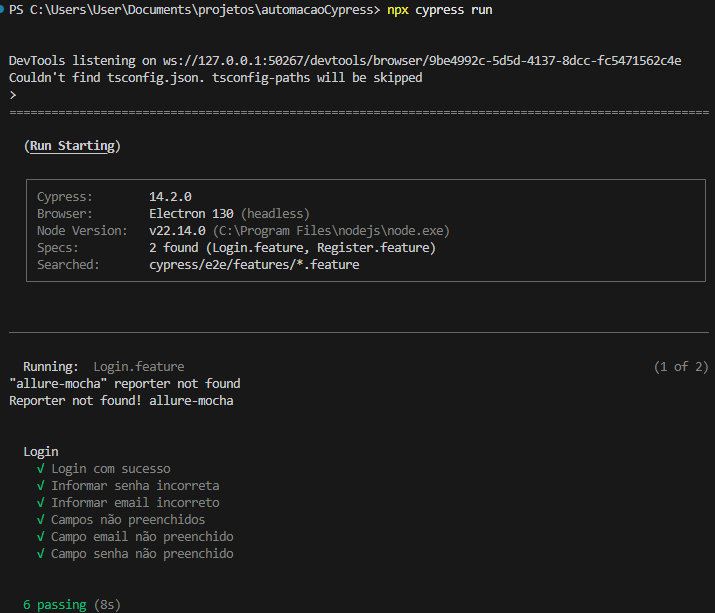 PS C:\Users\User\Documents\projetos\automacaoCypress> npx cypress run
DevTools listening on ws://127.0.0.1:50267/devtools/browser/9be4992c-5d5d-4137-8dcc-fc5471562c4e
Couldn't find tsconfig.json. tsconfig-paths will be skipped
>
====================================================================================================
(Run Starting)
Cypress: 14.2.0
Browser: Electron 130 (headless)
Node Version: v22.14.0 (C:\Program Files\nodejs\node.exe)
Specs: 2 found (Login.feature, Register.feature)
Searched: cypress/e2e/features/*.feature
Running: Login.feature (1 of 2)
"allure-mocha" reporter not found
Reporter not found! allure-mocha
Login
√ Login com sucesso
√ Informar senha incorreta
√ Informar email incorreto
√ Campos não preenchidos
√ Campo email não preenchido
√ Campo senha não preenchido
6 passing (8s)